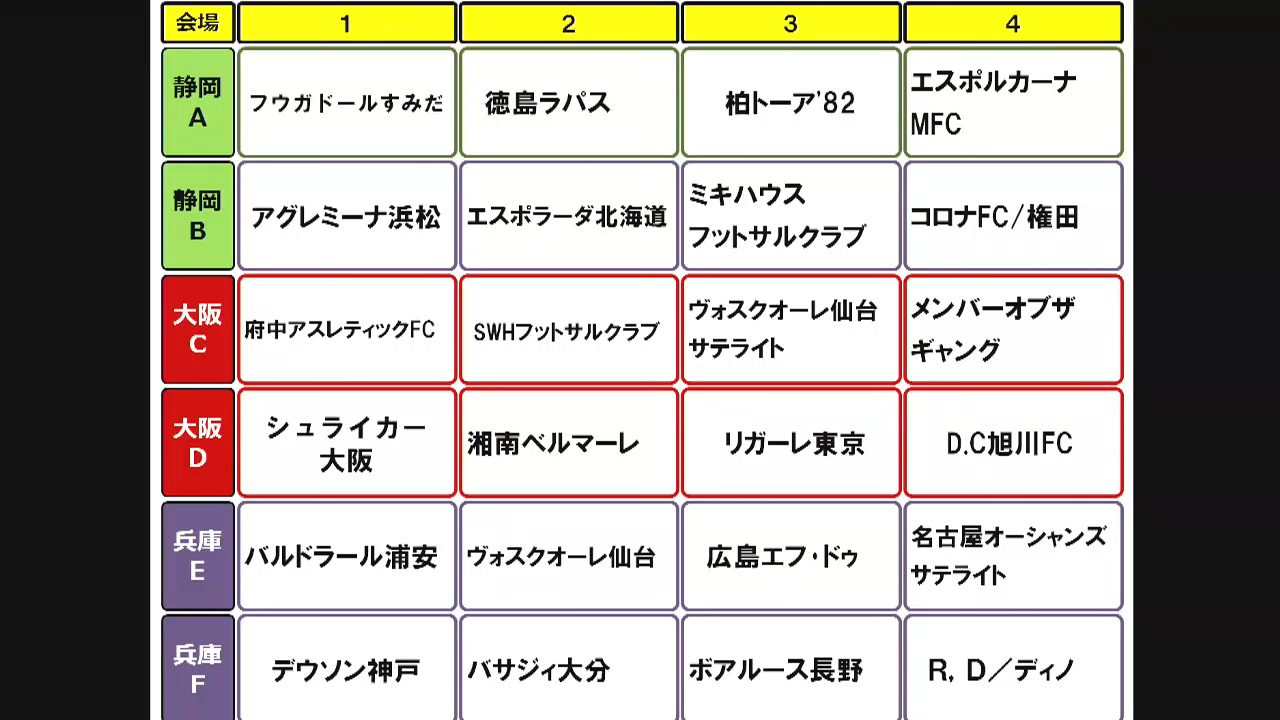 会場 1 2 3 4
静岡
A
フウガドールすみだ
徳島ラパス
柏トーア'82
エスポルカーナ
MFC
静岡
B
アグレミーナ浜松
エスポラーダ北海道
ミキハウス
フットサルクラブ
コロナFC/権田
大阪
C
府中アスレティックFC
SWHフットサルクラブ
ヴォスクオーレ仙台
サテライト
メンバーオブザ
ギャング
大阪
D
シュライカー
大阪
湘南ベルマーレ
リガーレ東京
D.C旭川FC
兵庫
E
バルドラール浦安
ヴォスクオーレ仙台
広島エフ・ドゥ
名古屋オーシャンズ
サテライト
兵庫
F
デウソン神戸
バサジィ大分
ボアルース長野
R, D／ディノ